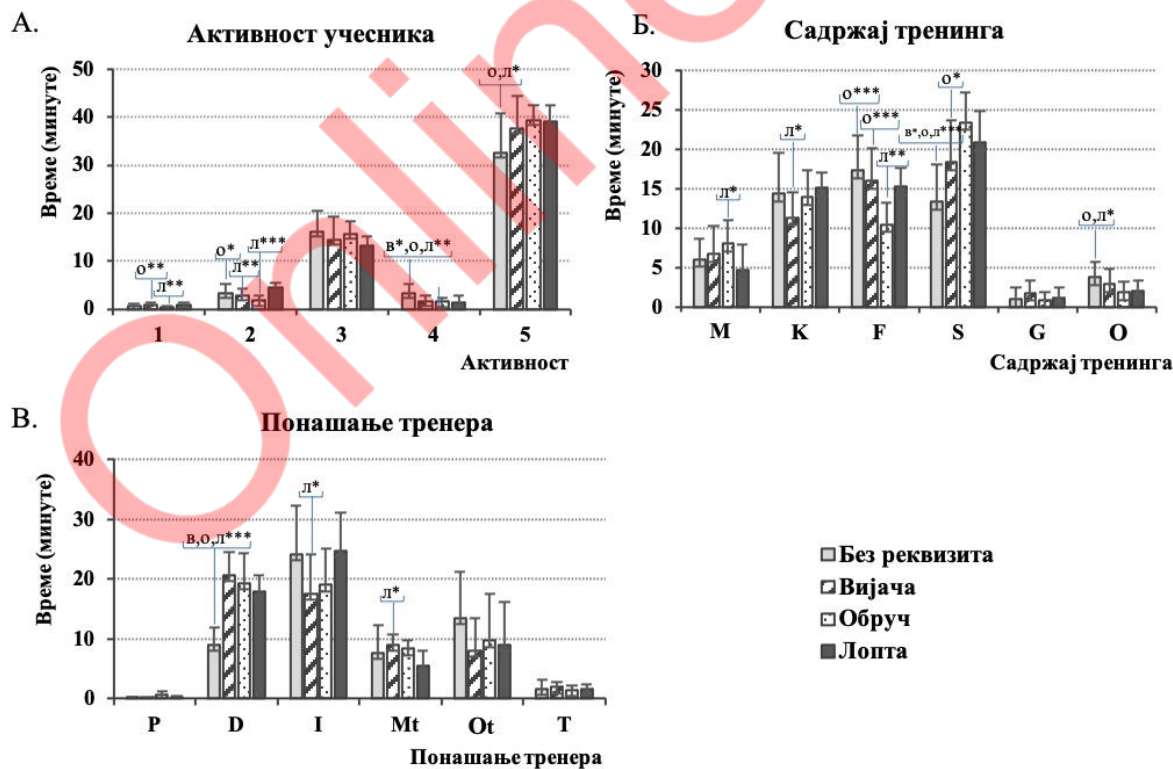 А.
Активност учесника
Време (минуте)
50
40
30
20
10
0
о**
л**
о*
л**
л***
в*,о,л**
о,л*
1 2 3 4 5
Активност
Б.
Садржај тренинга
Време (минуте)
30
25
20
15
10
5
0
л*
л*
о***
о***
л**
в*,о,л***
о*
о,л*
M K F S G O
Садржај тренинга
В.
Понашање тренера
Време (минуте)
40
30
20
10
0
в,о,л***
л*
л*
P D I Mt Ot T
Понашање тренера
Без реквизита
Вијача
Обруч
Лопта
Onlin